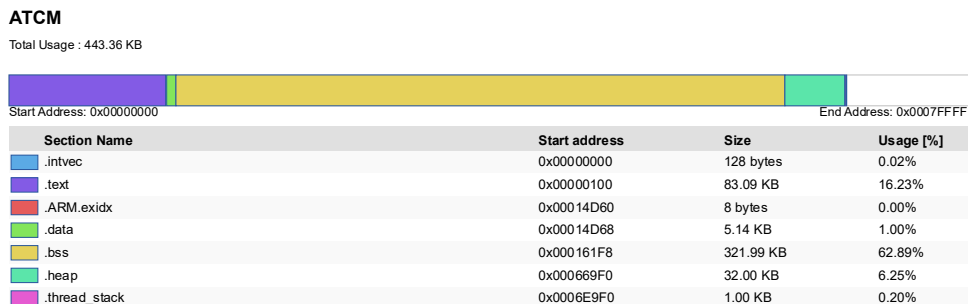 ATCM
Total Usage : 443.36 KB
Start Address: 0x00000000 End Address: 0x0007FFFF
Section Name Start address Size Usage [%]
.intvec 0x00000000 128 bytes 0.02%
.text 0x00000100 83.09 KB 16.23%
.ARM.exidx 0x00014D60 8 bytes 0.00%
.data 0x00014D68 5.14 KB 1.00%
.bss 0x000161F8 321.99 KB 62.89%
.heap 0x000669F0 32.00 KB 6.25%
.thread_stack 0x0006E9F0 1.00 KB 0.20%